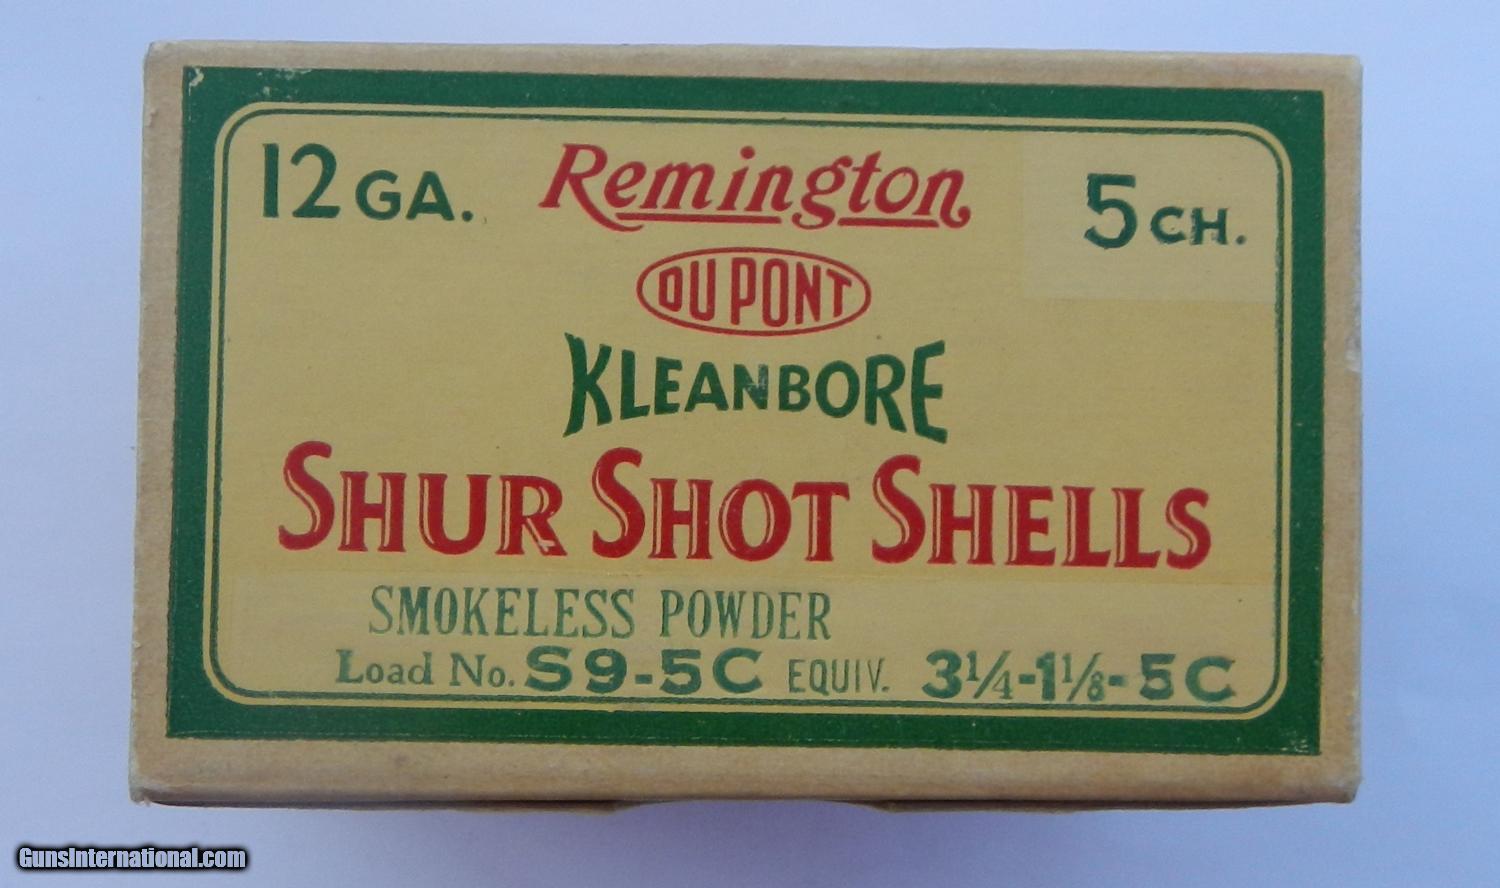 12 GA. Remington 5 CH.
DU PONT
KLEANBORE
SHUR SHOT SHELLS
SMOKELESS POWDER
Load No. S9-5C EQUIV. 3¼-1⅛-5C
GunsInternational.com